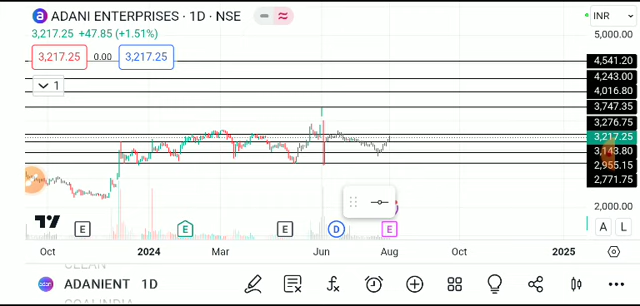 ADANI ENTERPRISES · 1D · NSE
INR
3,217.25 +47.85 (+1.51%)
5,000.00
3,217.25 0.00 3,217.25
1
4,541.20
4,243.00
4,016.80
3,747.35
3,276.75
3,217.25
3,143.80
2,955.15
2,771.75
2,000.00
E E E D E
A L
Oct 2024 Mar Jun Aug Oct 2025
ADANIENT 1D